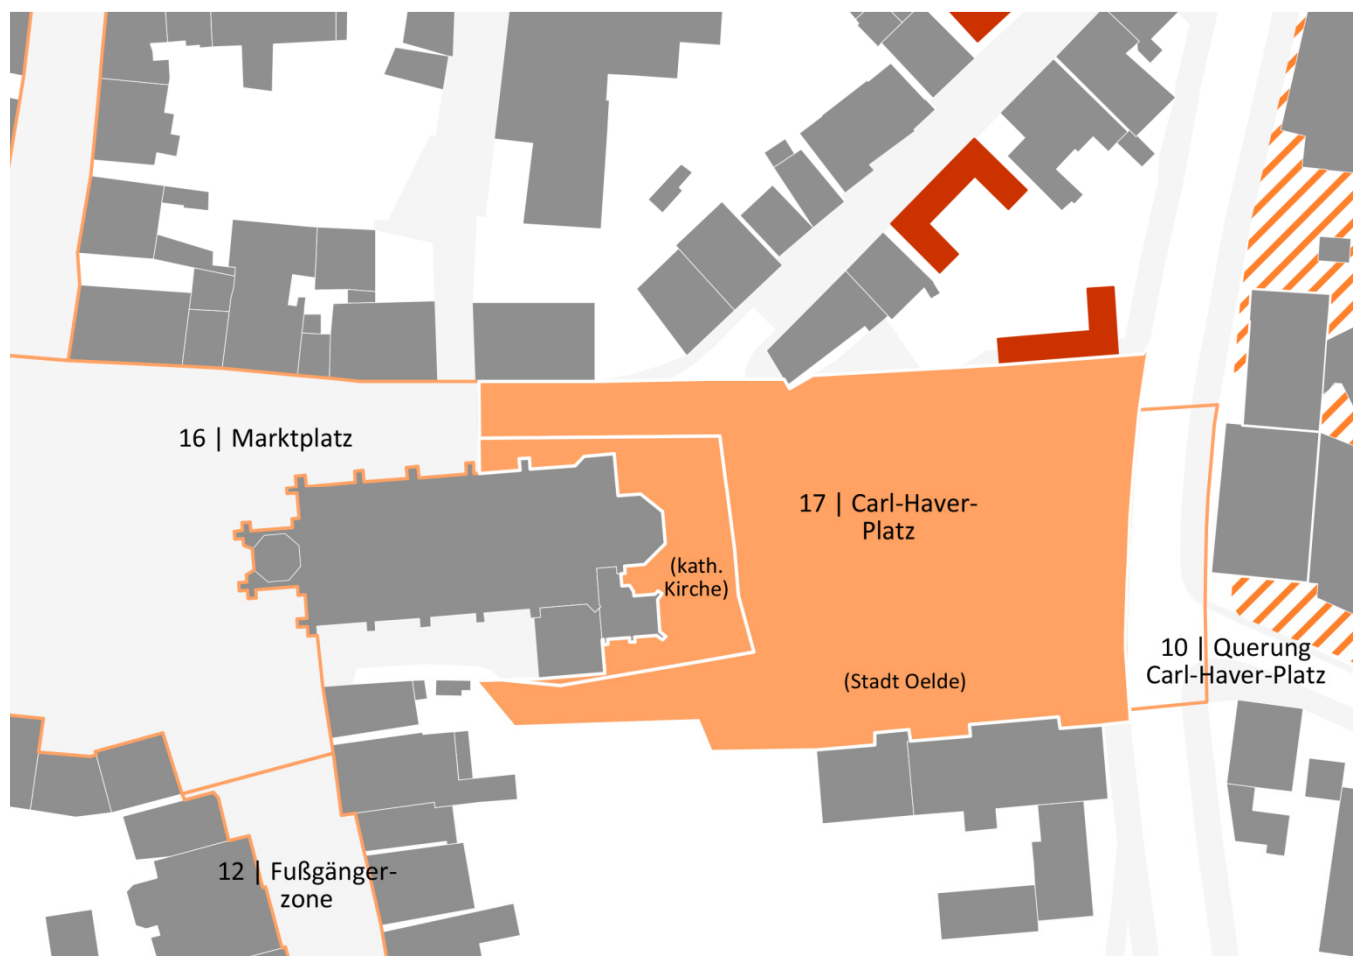 16 | Marktplatz
17 | Carl-Haver-
Platz
(kath.
Kirche)
(Stadt Oelde)
10 | Querung
Carl-Haver-Platz
12 | Fußgänger-
zone